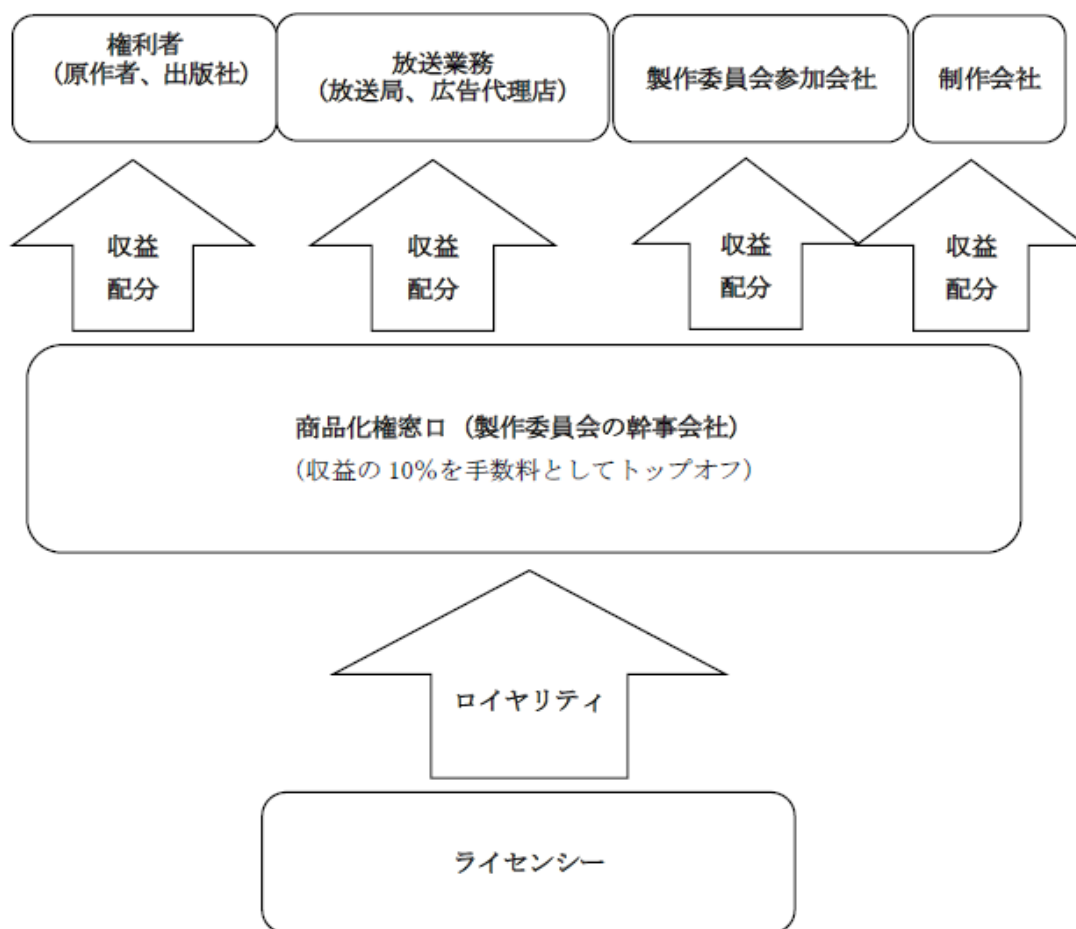 権利者
（原作者、出版社）
放送業務
（放送局、広告代理店）
製作委員会参加会社
制作会社
収益
配分
収益
配分
収益
配分
収益
配分
商品化権窓口（製作委員会の幹事会社）
（収益の 10%を手数料としてトップオフ）
ロイヤリティ
ライセンシー